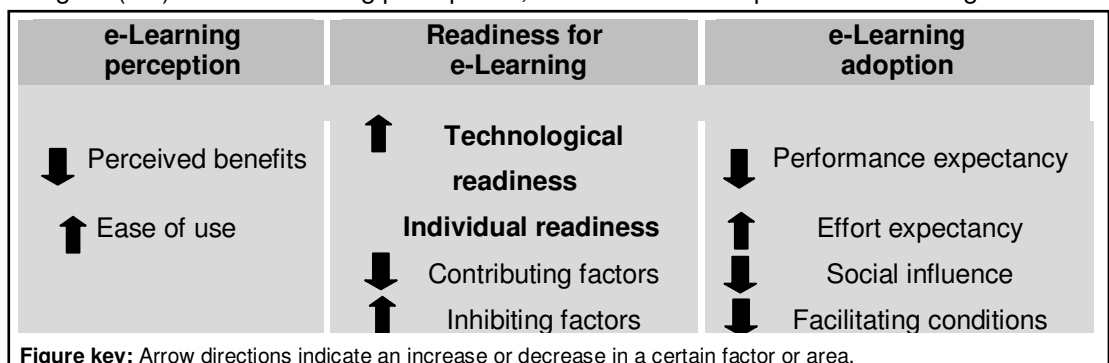 e-Learning
perception
Perceived benefits
Ease of use
Readiness for
e-Learning
Technological
readiness
Individual readiness
Contributing factors
Inhibiting factors
e-Learning
adoption
Performance expectancy
Effort expectancy
Social influence
Facilitating conditions
Figure key: Arrow directions indicate an increase or decrease in a certain factor or area.